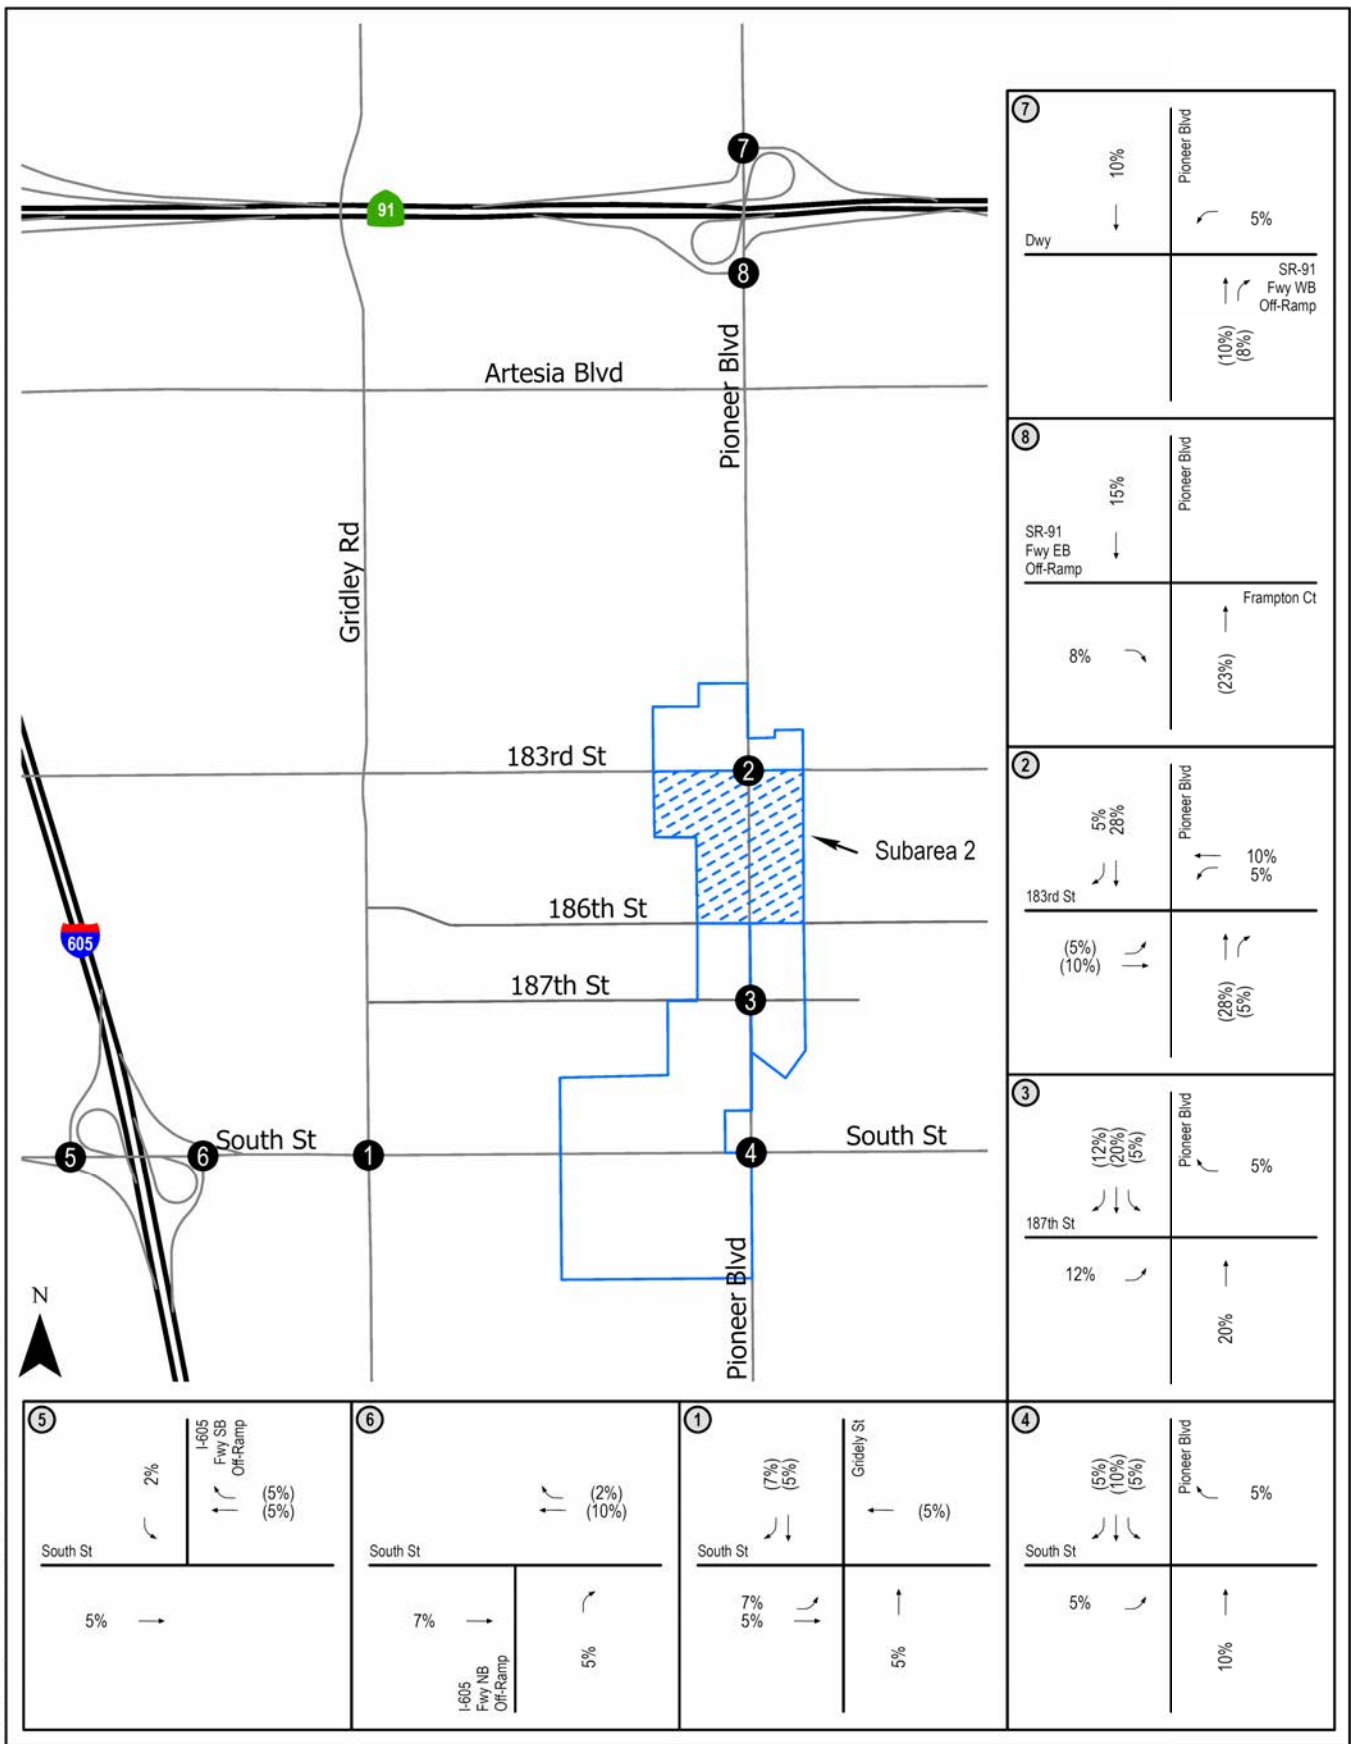 91
7
8
Artesia Blvd
Pioneer Blvd
Gridley Rd
183rd St
2
Subarea 2
186th St
605
187th St
3
South St
South St
5
6
1
4
Pioneer Blvd
N
7
Pioneer Blvd
10%
5%
Dwy
SR-91
Fwy WB
Off-Ramp
(10%)
(8%)
8
Pioneer Blvd
15%
SR-91
Fwy EB
Off-Ramp
Frampton Ct
8%
(23%)
2
Pioneer Blvd
5%
28%
10%
5%
183rd St
(5%)
(10%)
(28%)
(5%)
3
Pioneer Blvd
(12%)
(20%)
(5%)
5%
187th St
12%
20%
5
I-605
Fwy SB
Off-Ramp
2%
(5%)
(5%)
South St
5%
6
(2%)
(10%)
South St
7%
I-605
Fwy NB
Off-Ramp
5%
1
Gridely St
(7%)
(5%)
(5%)
South St
7%
5%
5%
4
Pioneer Blvd
(5%)
(10%)
(5%)
5%
South St
5%
10%